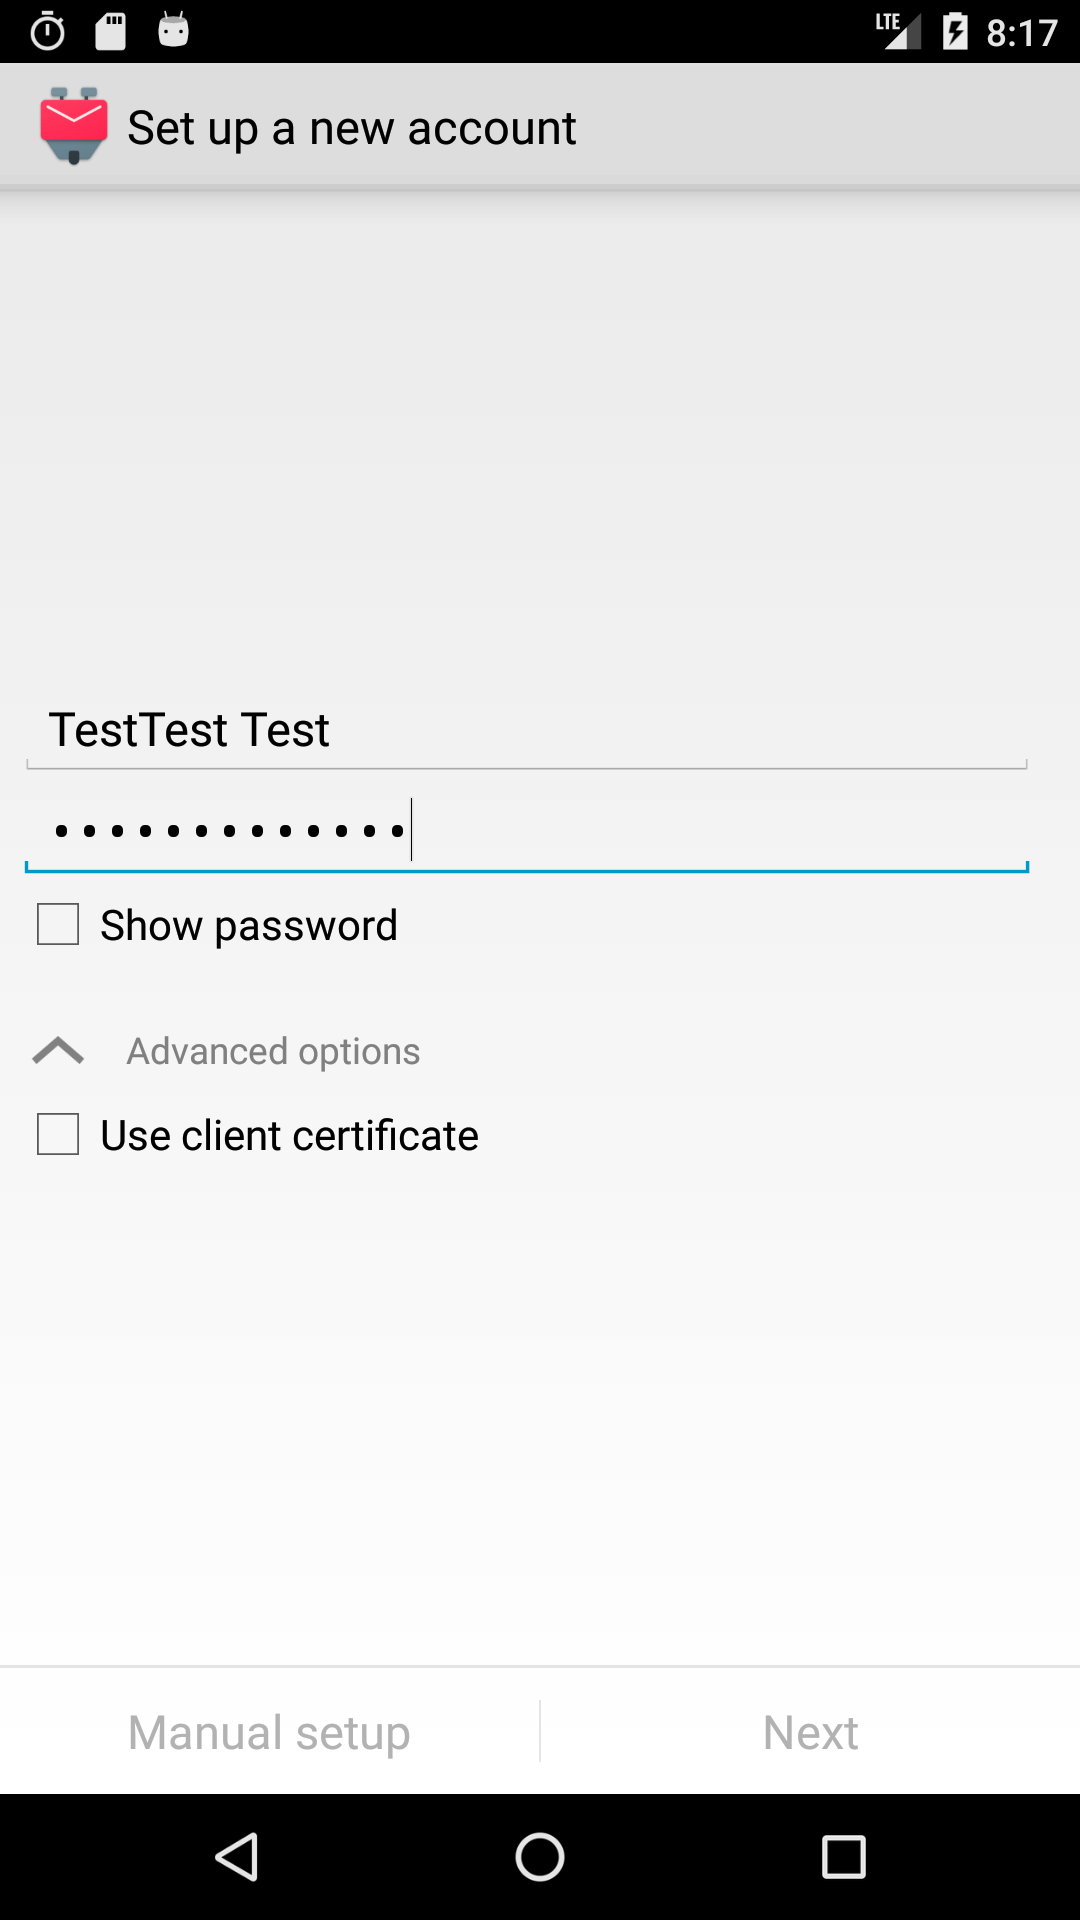 LTE 8:17
Set up a new account
TestTest Test
•••••••••••••
Show password
Advanced options
Use client certificate
Manual setup
Next